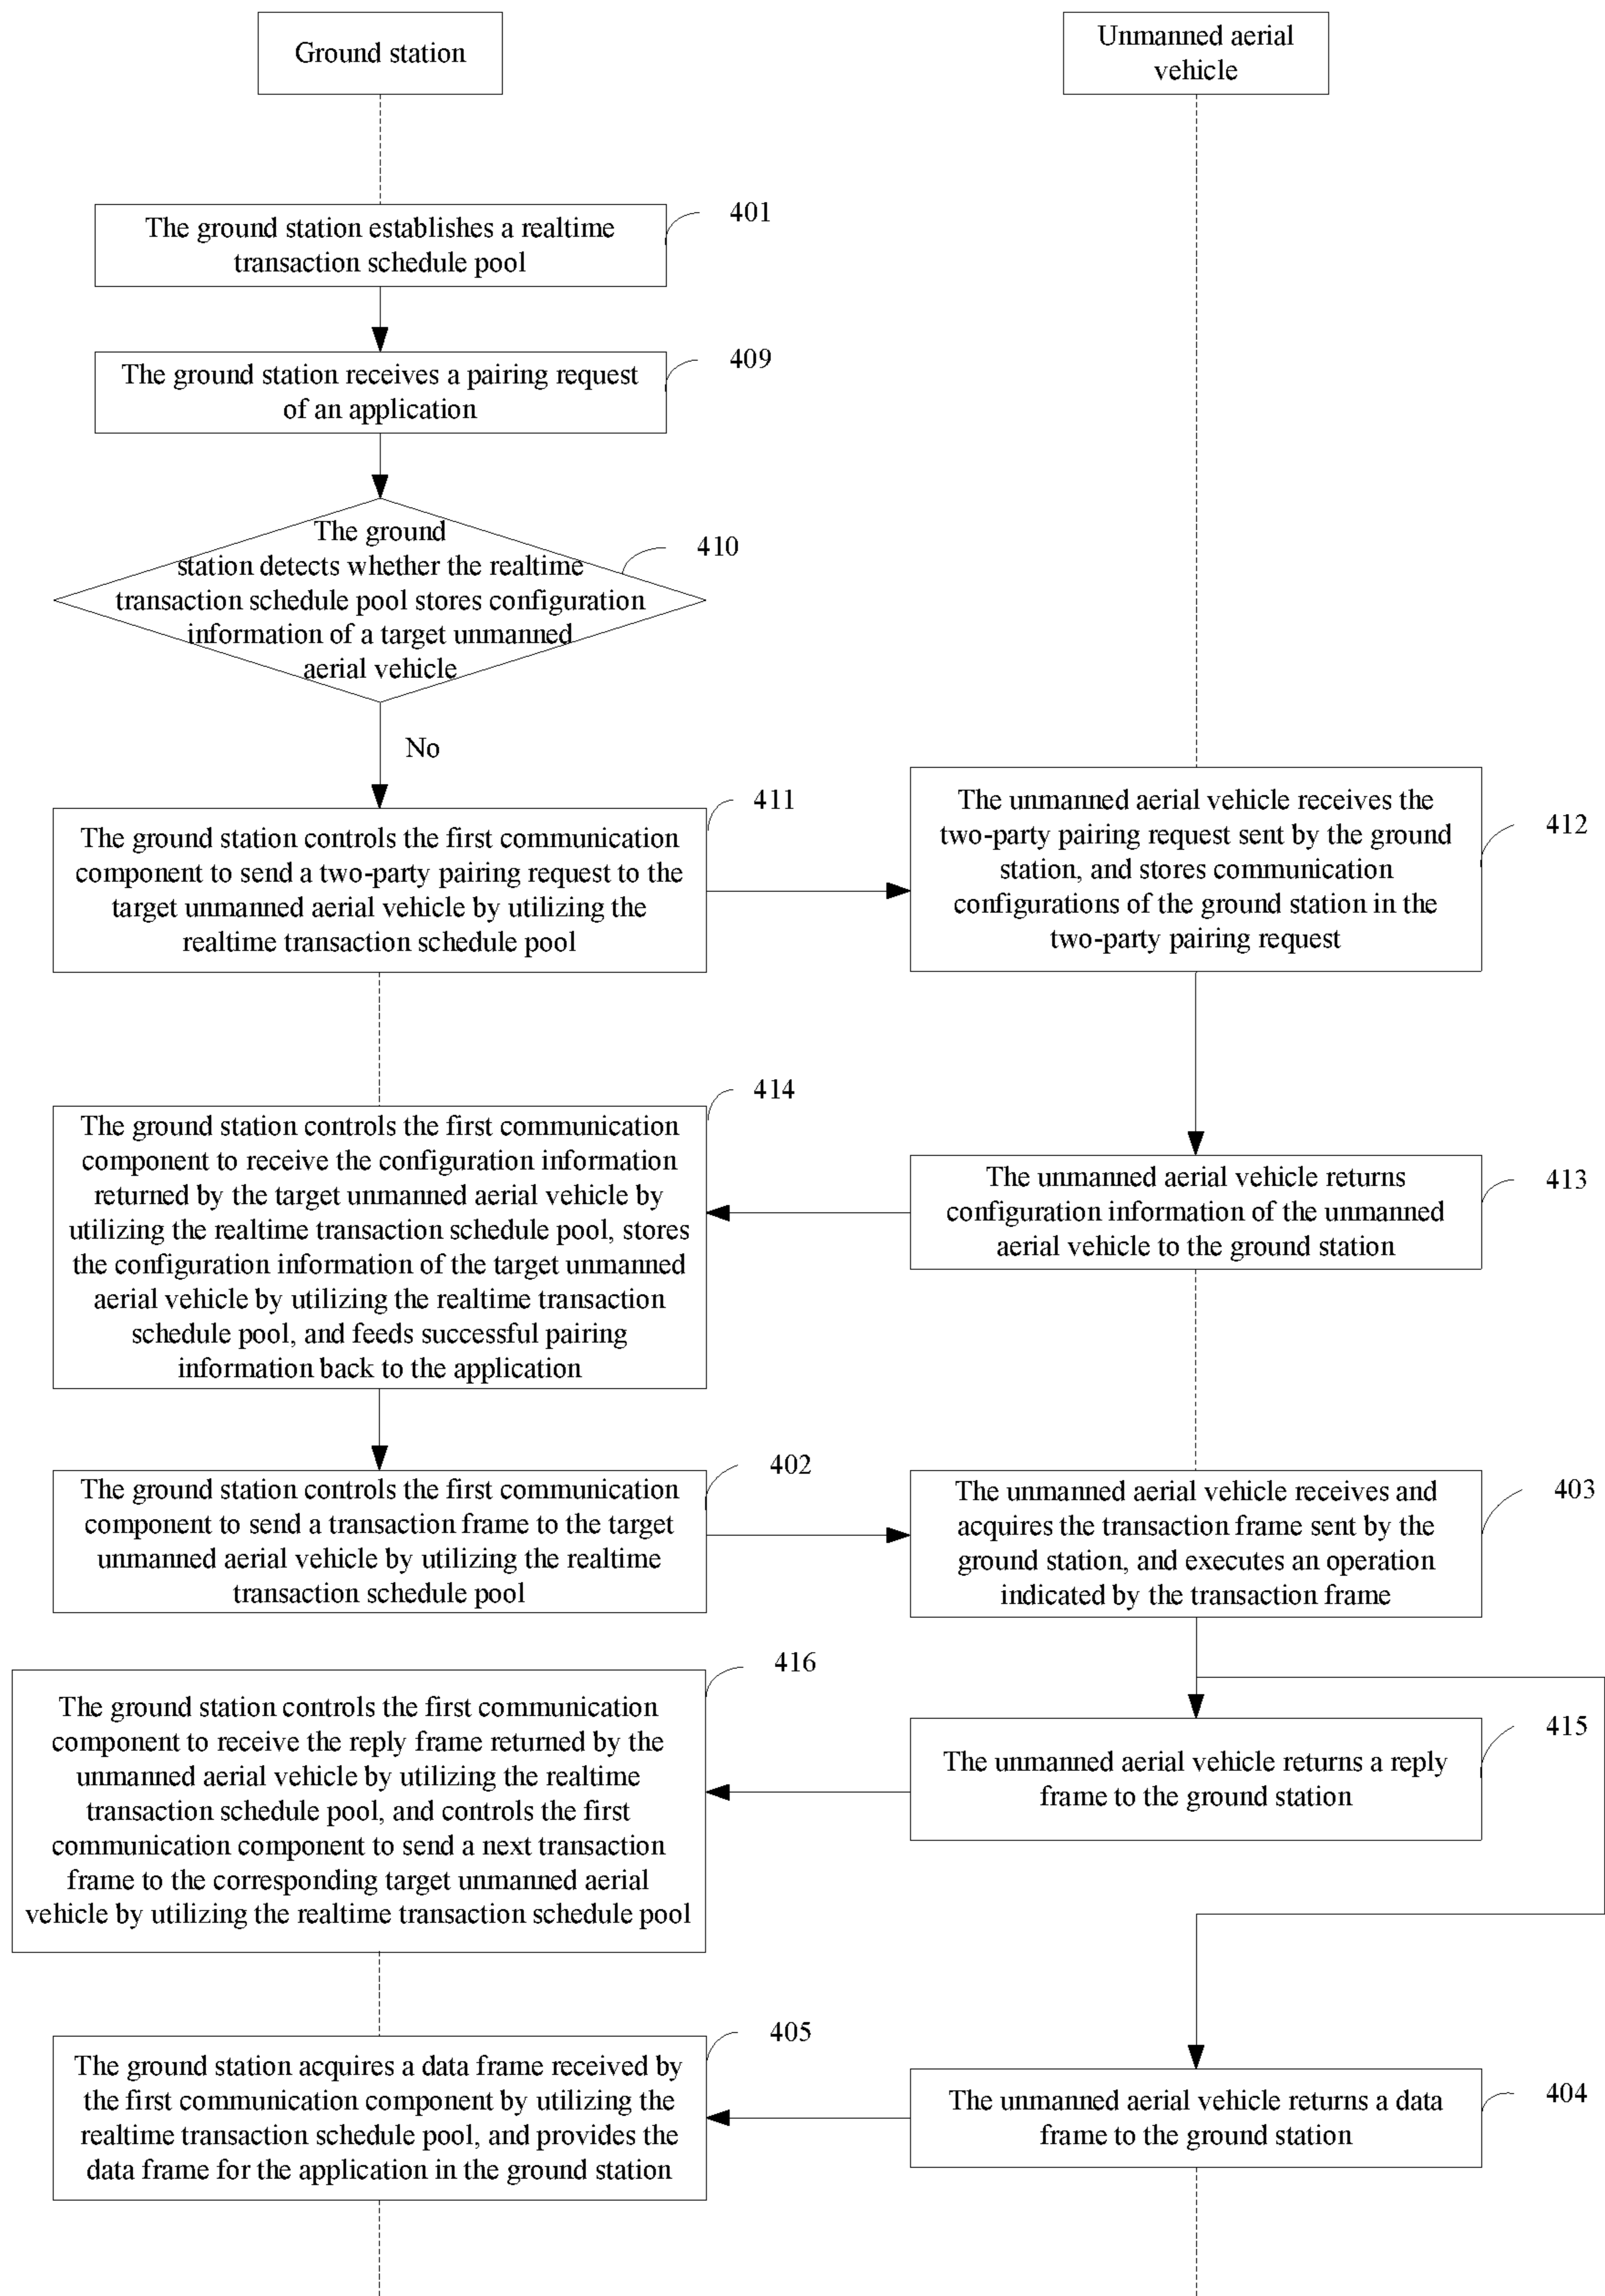 Ground station
Unmanned aerial
vehicle
The ground station establishes a realtime
transaction schedule pool
401
The ground station receives a pairing request
of an application
409
The ground
station detects whether the realtime
transaction schedule pool stores configuration
information of a target unmanned
aerial vehicle
410
No
The ground station controls the first communication
component to send a two-party pairing request to the
target unmanned aerial vehicle by utilizing the
realtime transaction schedule pool
411
The unmanned aerial vehicle receives the
two-party pairing request sent by the ground
station, and stores communication
configurations of the ground station in the
two-party pairing request
412
The ground station controls the first communication
component to receive the configuration information
returned by the target unmanned aerial vehicle by
utilizing the realtime transaction schedule pool, stores
the configuration information of the target unmanned
aerial vehicle by utilizing the realtime transaction
schedule pool, and feeds successful pairing
information back to the application
414
The unmanned aerial vehicle returns
configuration information of the unmanned
aerial vehicle to the ground station
413
The ground station controls the first communication
component to send a transaction frame to the target
unmanned aerial vehicle by utilizing the realtime
transaction schedule pool
402
The unmanned aerial vehicle receives and
acquires the transaction frame sent by the
ground station, and executes an operation
indicated by the transaction frame
403
The ground station controls the first communication
component to receive the reply frame returned by the
unmanned aerial vehicle by utilizing the realtime
transaction schedule pool, and controls the first
communication component to send a next transaction
frame to the corresponding target unmanned aerial
vehicle by utilizing the realtime transaction schedule pool
416
The unmanned aerial vehicle returns a reply
frame to the ground station
415
The ground station acquires a data frame received by
the first communication component by utilizing the
realtime transaction schedule pool, and provides the
data frame for the application in the ground station
405
The unmanned aerial vehicle returns a data
frame to the ground station
404